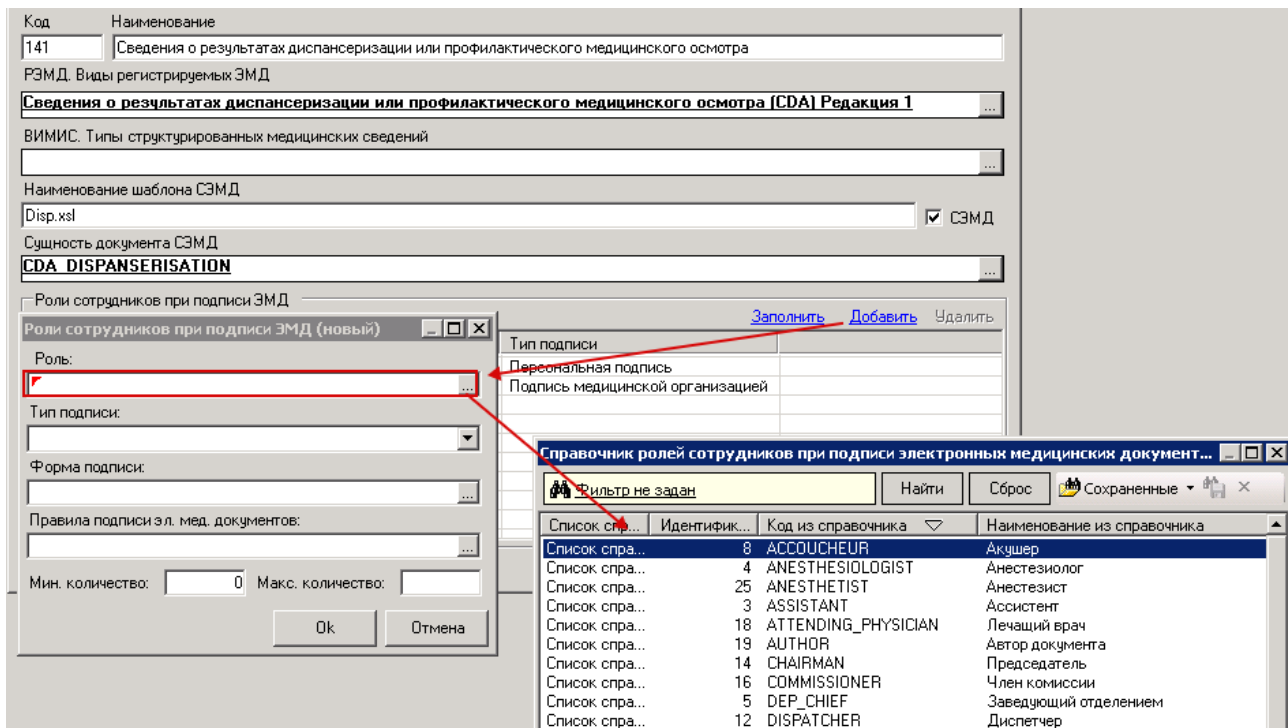 Код Наименование
141 Сведения о результатах диспансеризации или профилактического медицинского осмотра
РЭМД. Виды регистрируемых ЭМД
Сведения о результатах диспансеризации или профилактического медицинского осмотра (CDA) Редакция 1 ...
ВИМИС. Типы структурированных медицинских сведений
...
Наименование шаблона СЭМД
Disp.xsl СЭМД
Сущность документа СЭМД
CDA DISPANSERISATION ...
Роли сотрудников при подписи ЭМД
Заполнить Добавить Удалить
Тип подписи
Персональная подпись
Подпись медицинской организацией
Роли сотрудников при подписи ЭМД (новый)
Роль:
...
Тип подписи:
Форма подписи:
...
Правила подписи эл. мед. документов:
...
Мин. количество: 0 Макс. количество:
Ok Отмена
Справочник ролей сотрудников при подписи электронных медицинских документ...
Фильтр не задан Найти Сброс Сохраненные
Список спра... Идентифик... Код из справочника Наименование из справочника
Список спра... 8 ACCOUCHEUR Акушер
Список спра... 4 ANESTHESIOLOGIST Анестезиолог
Список спра... 25 ANESTHETIST Анестезист
Список спра... 3 ASSISTANT Ассистент
Список спра... 18 ATTENDING_PHYSICIAN Лечащий врач
Список спра... 19 AUTHOR Автор документа
Список спра... 14 CHAIRMAN Председатель
Список спра... 16 COMMISSIONER Член комиссии
Список спра... 5 DEP_CHIEF Заведующий отделением
Список спра... 12 DISPATCHER Диспетчер